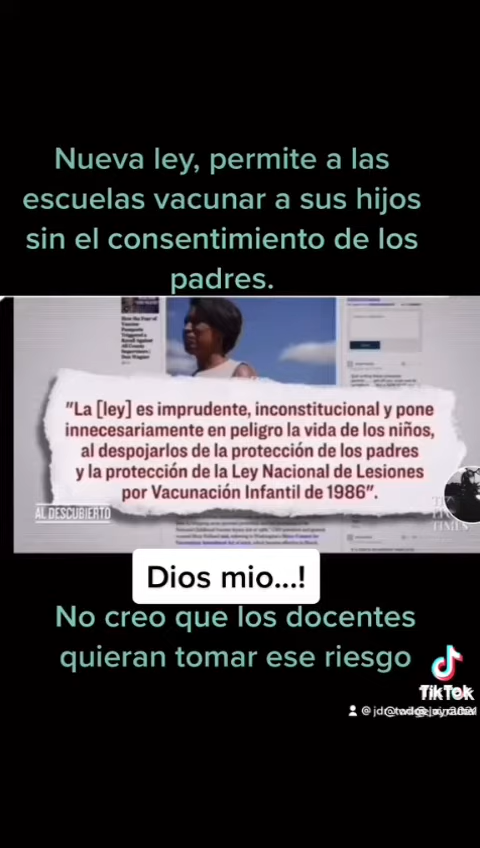 Nueva ley, permite a las
escuelas vacunar a sus hijos
sin el consentimiento de los
padres.
"La [ley] es imprudente, inconstitucional y pone
innecesariamente en peligro la vida de los niños,
al despojarlos de la protección de los padres
y la protección de la Ley Nacional de Lesiones
por Vacunación Infantil de 1986".
AL DESCUBIERTO
TIMES
Dios mio...!
No creo que los docentes
quieran tomar ese riesgo
TikTok